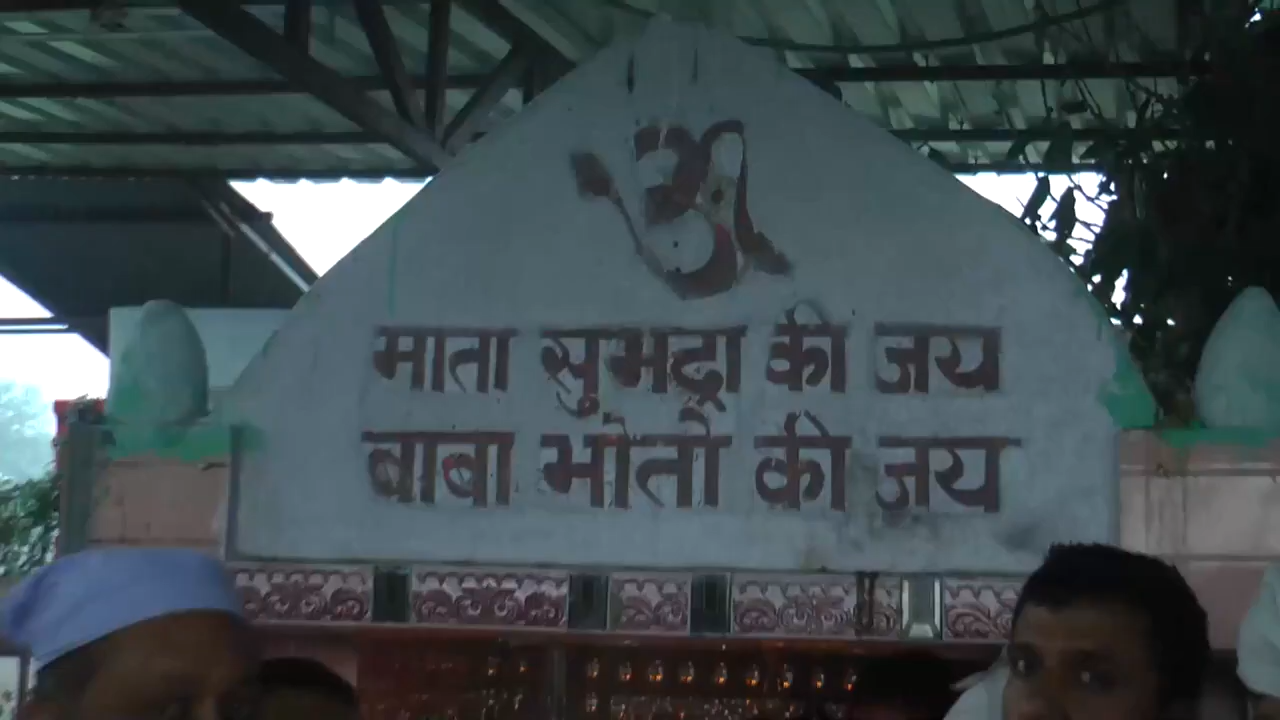 ॐ
माता सुभद्रा की जय
बाबा भोतो की जय